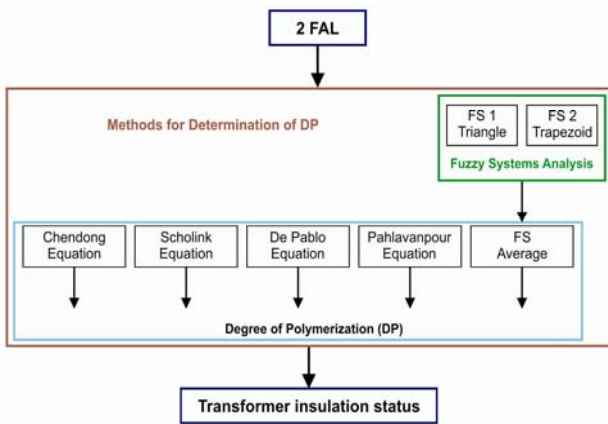 2 FAL
Methods for Determination of DP
FS 1
Triangle
FS 2
Trapezoid
Fuzzy Systems Analysis
Chendong
Equation
Scholink
Equation
De Pablo
Equation
Pahlavanpour
Equation
FS
Average
Degree of Polymerization (DP)
Transformer insulation status